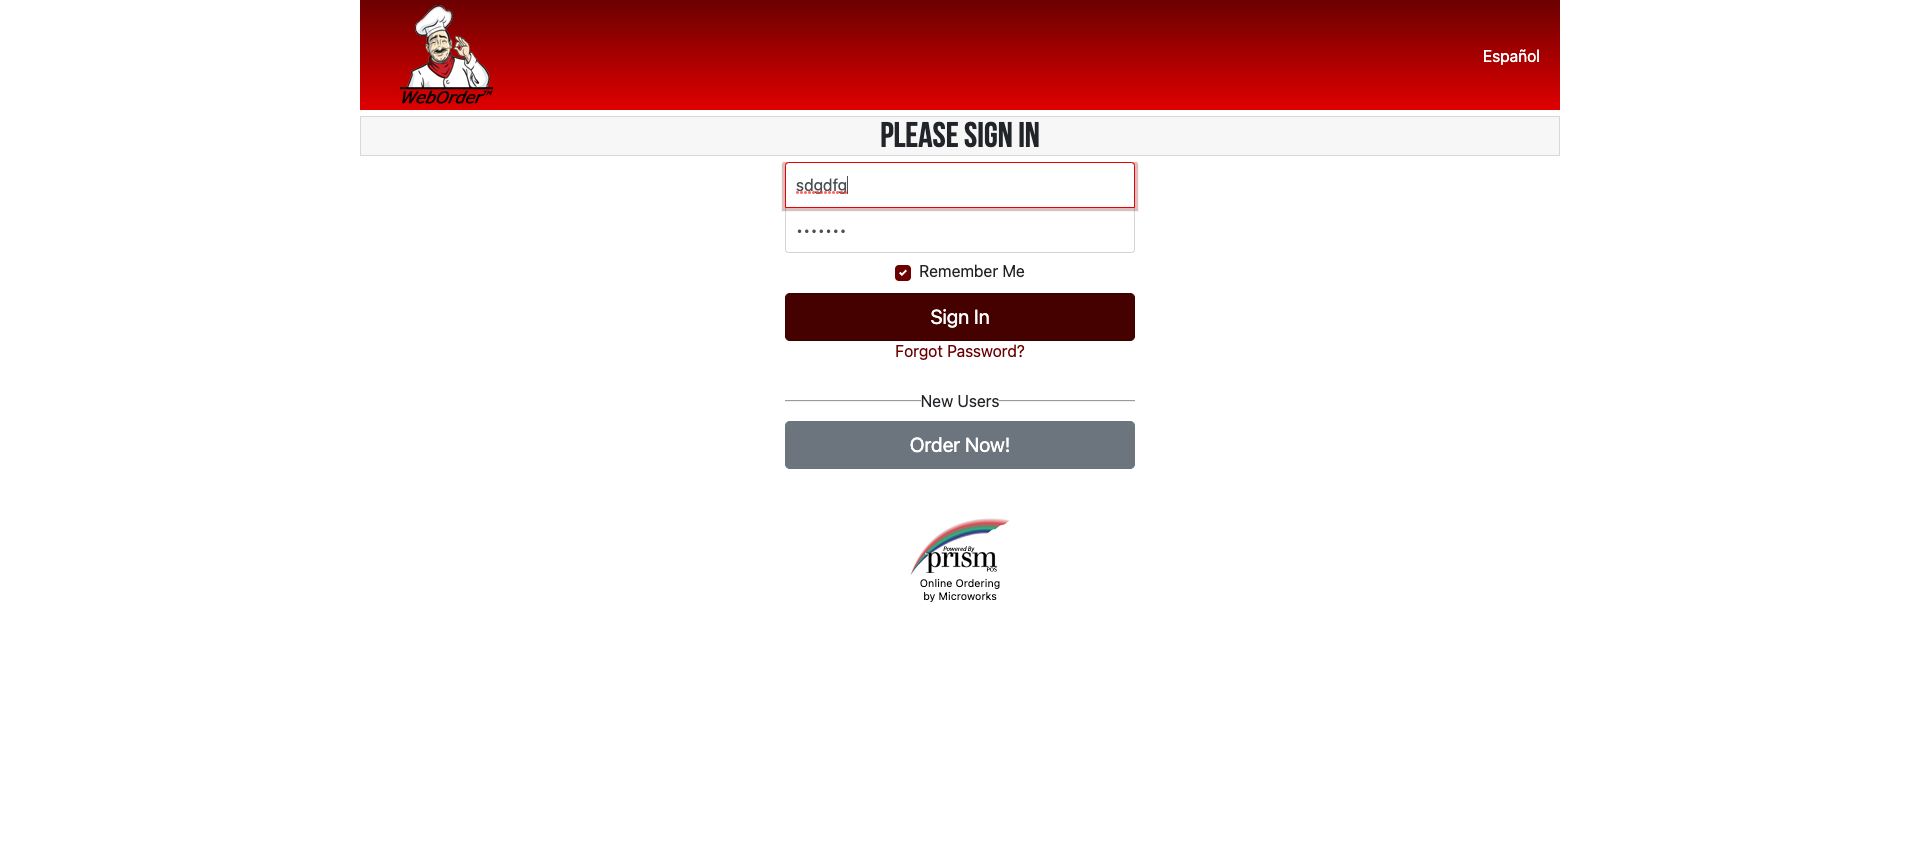 WebOrder™
Español
PLEASE SIGN IN
sdgdfg
•••••••
Remember Me
Sign In
Forgot Password?
New Users
Order Now!
Powered By
prism
POS
Online Ordering
by Microworks